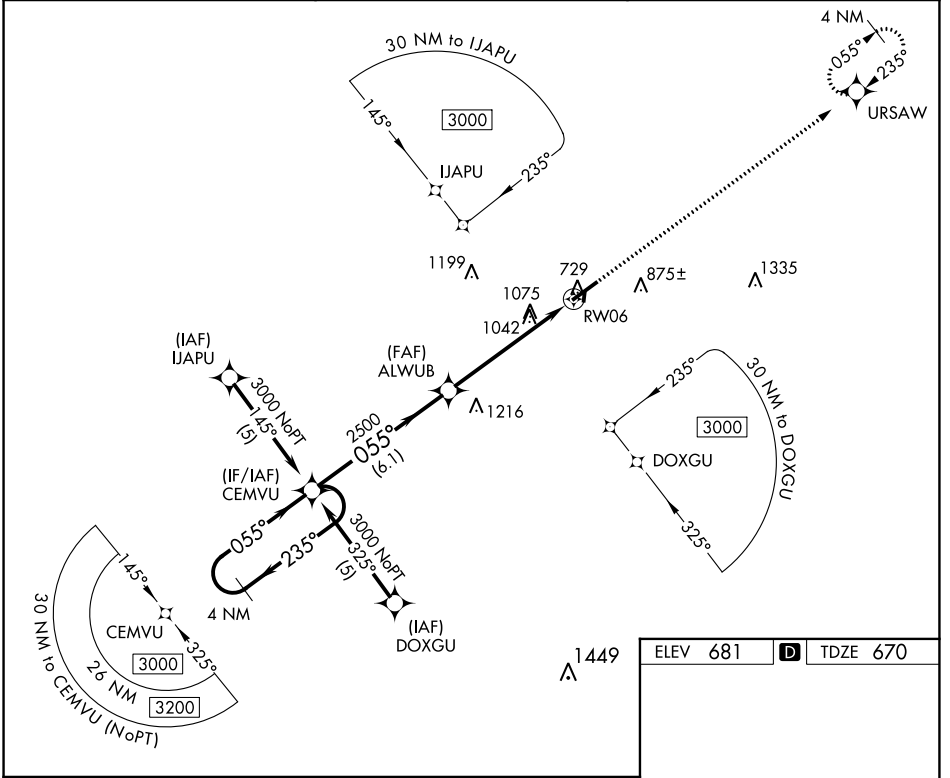 4 NM
055°
235°
URSAW
30 NM to IJAPU
145°
3000
235°
IJAPU
1199
729
875±
1335
1075
1042
RW06
(IAF)
IJAPU
3000 NoPT
145°
(5)
(FAF)
ALWUB
1216
2500
055°
(6.1)
(IF/IAF)
CEMVU
055°
235°
4 NM
3000 NoPT
325°
(5)
(IAF)
DOXGU
235°
30 NM to DOXGU
3000
DOXGU
325°
145°
CEMVU
325°
3000
26 NM
3200
30 NM to CEMVU (NoPT)
1449
ELEV 681 D TDZE 670